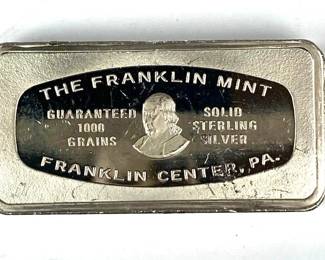 THE FRANKLIN MINT
GUARANTEED
1000
GRAINS
SOLID
STERLING
SILVER
FRANKLIN CENTER, PA.